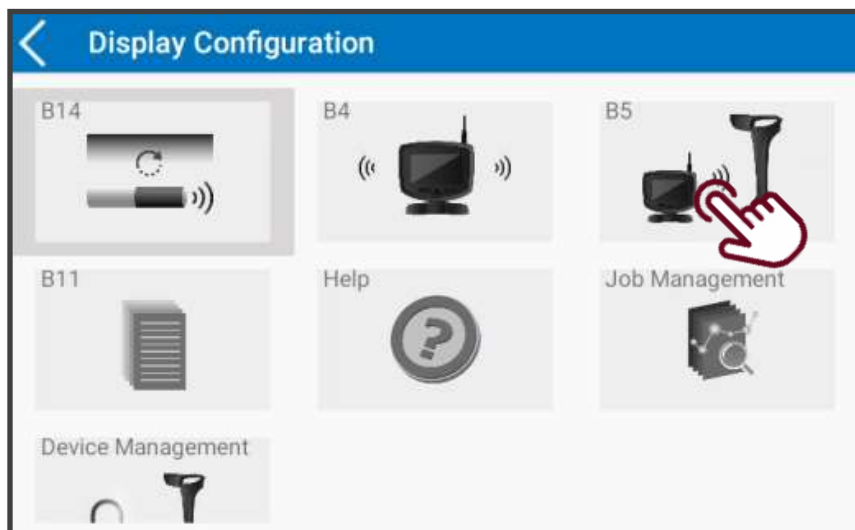 Display Configuration
B14
B4
B5
B11
Help
Job Management
Device Management